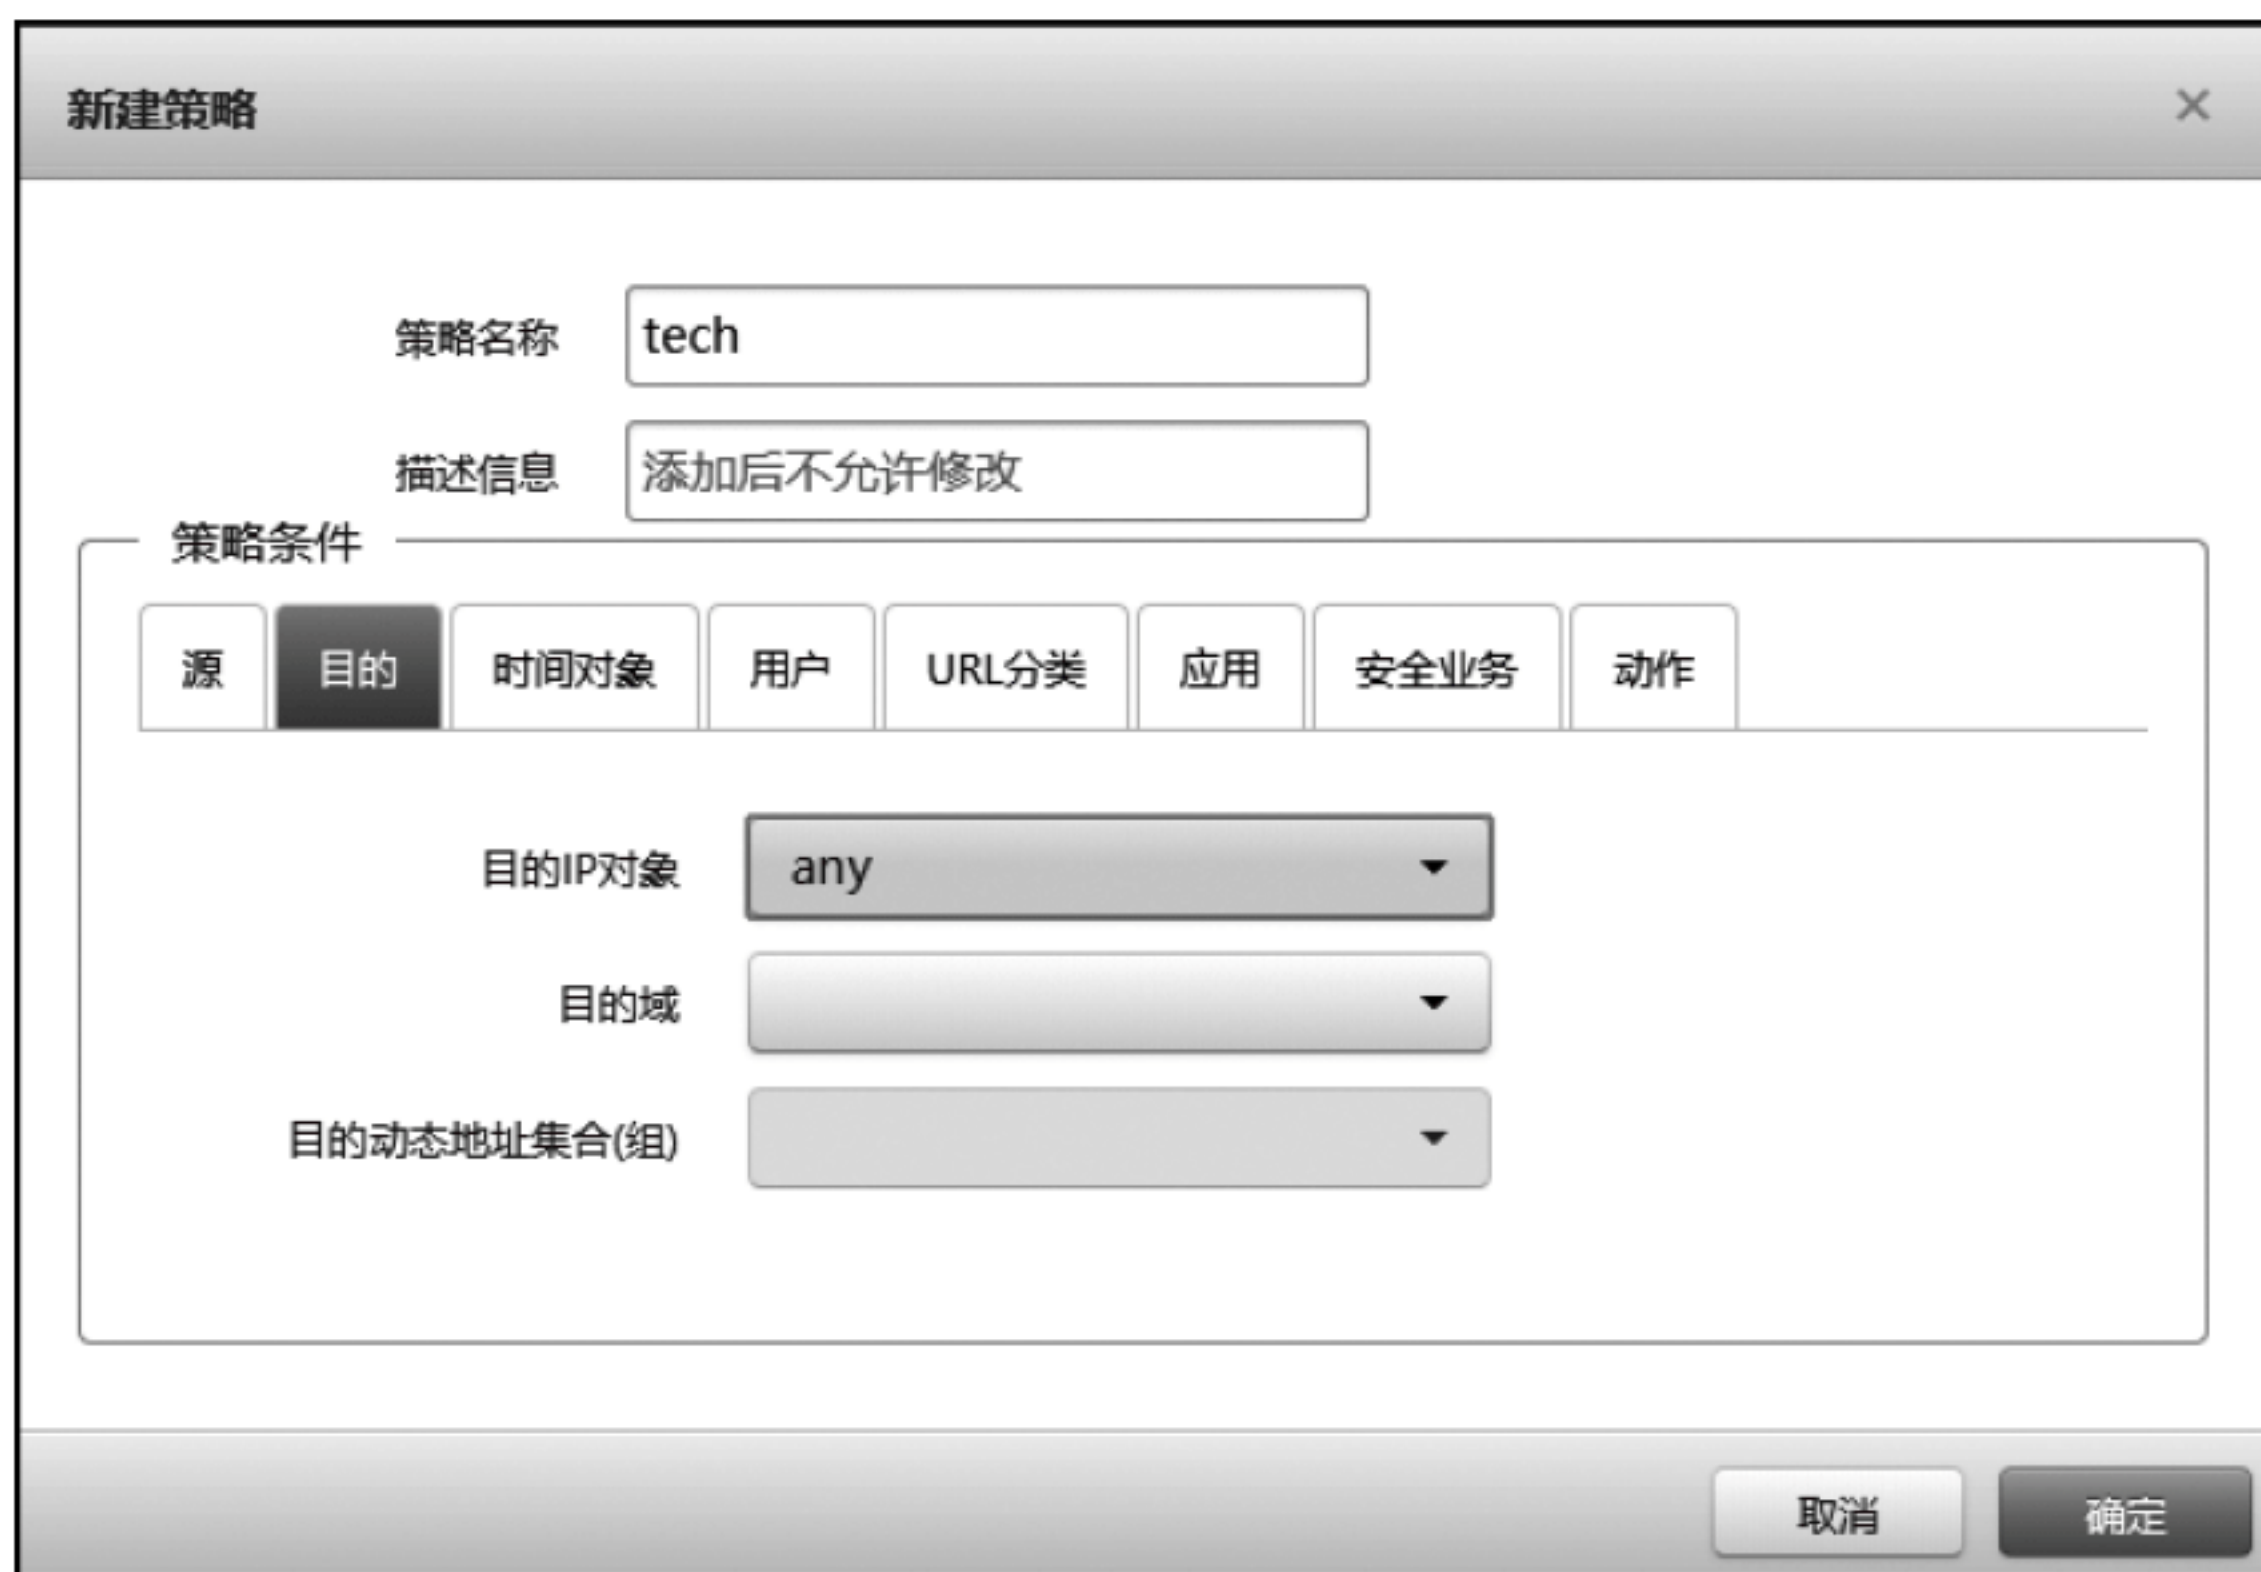 新建策略 ×
策略名称 tech
描述信息 添加后不允许修改
策略条件
源 目的 时间对象 用户 URL分类 应用 安全业务 动作
目的IP对象 any
目的域
目的动态地址集合(组)
取消 确定